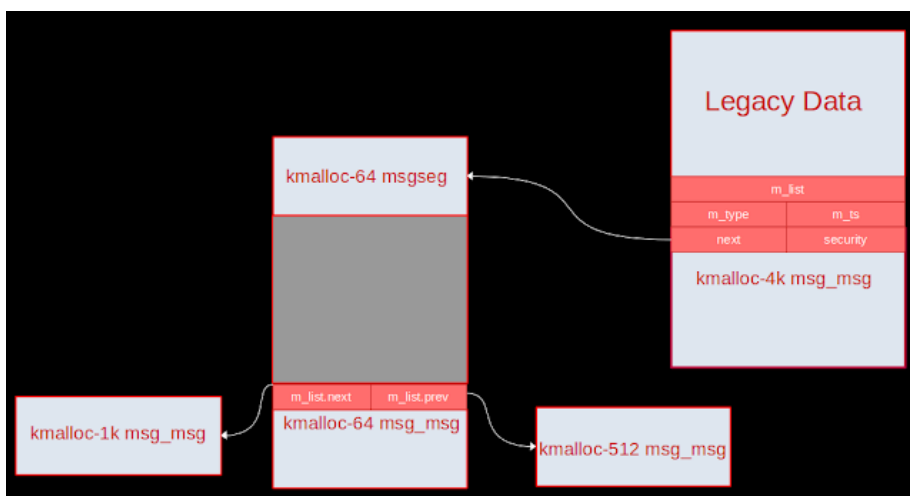 Legacy Data
kmalloc-64 msgseg
m_list
m_type m_ts
next security
kmalloc-4k msg_msg
m_list.next m_list.prev
kmalloc-1k msg_msg
kmalloc-64 msg_msg
kmalloc-512 msg_msg